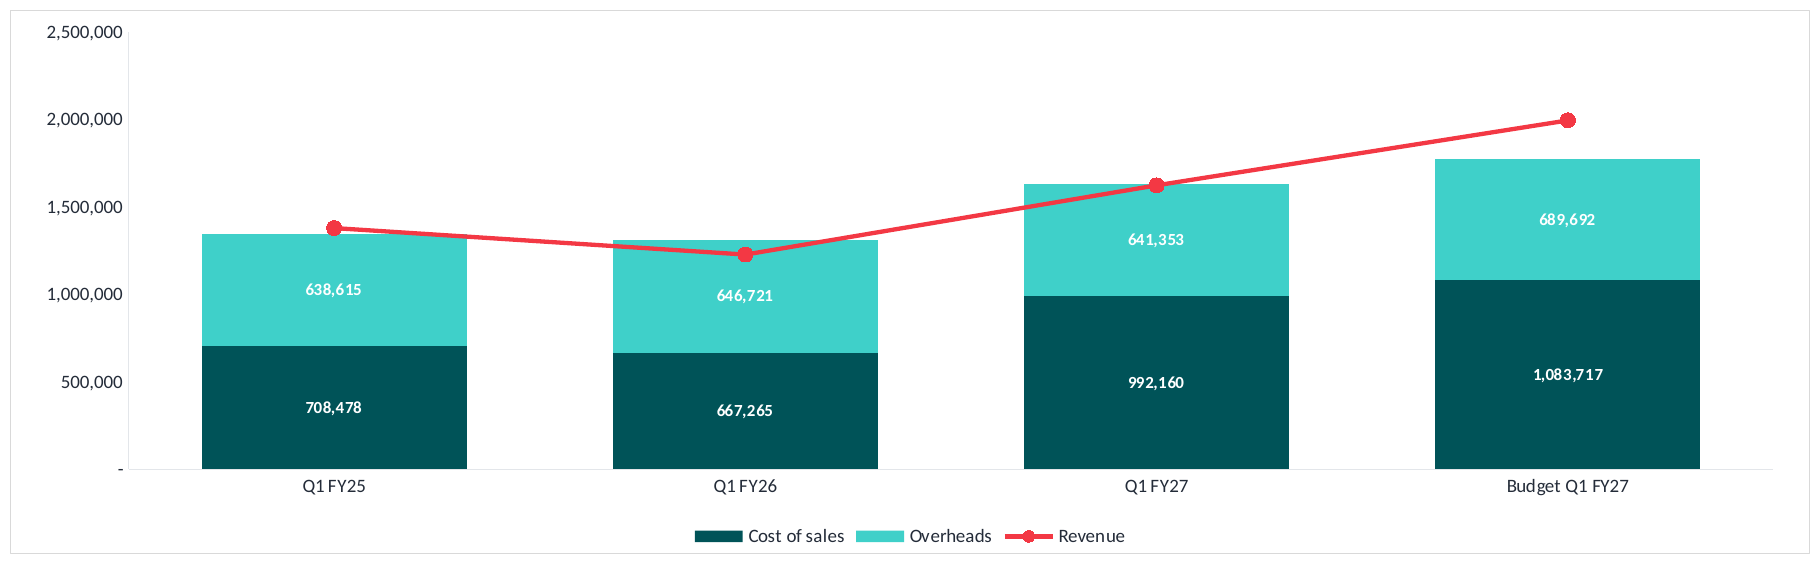 2,500,000
2,000,000
1,500,000
1,000,000
500,000
-
638,615
646,721
641,353
689,692
708,478
667,265
992,160
1,083,717
Q1 FY25
Q1 FY26
Q1 FY27
Budget Q1 FY27
Cost of sales
Overheads
Revenue